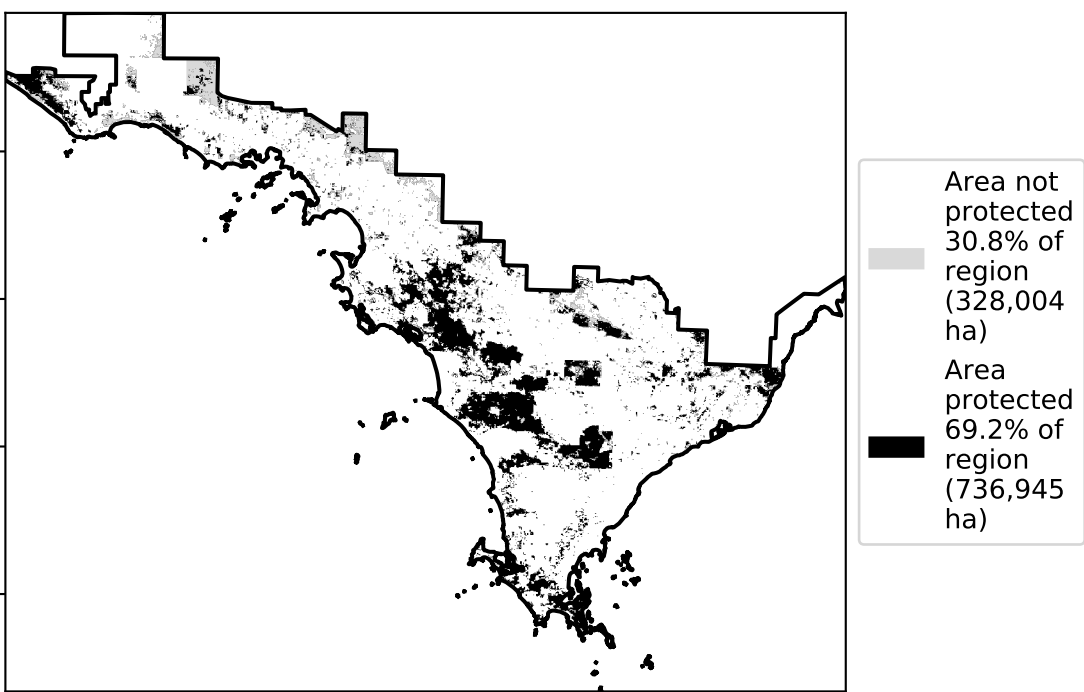 Area not
protected
30.8% of
region
(328,004
ha)
Area
protected
69.2% of
region
(736,945
ha)